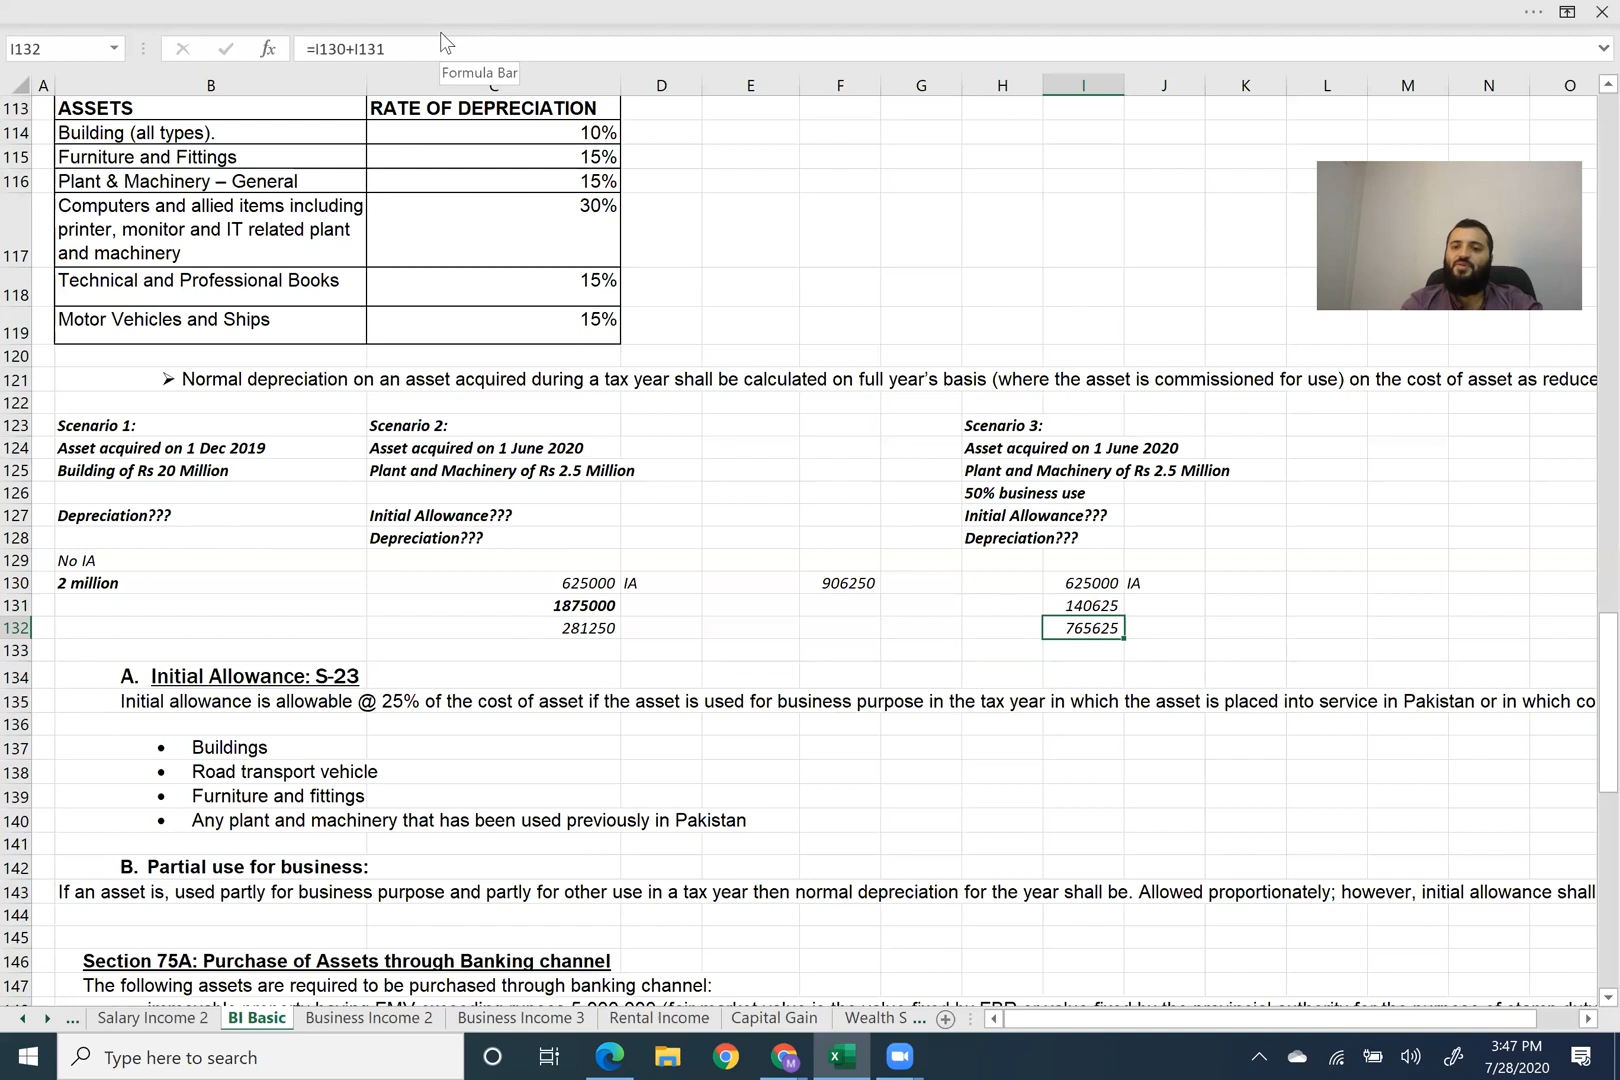 I132
fx
=I130+I131
Formula Bar
A B C D E F G H I J K L M N O
113 ASSETS RATE OF DEPRECIATION
114 Building (all types). 10%
115 Furniture and Fittings 15%
116 Plant & Machinery – General 15%
Computers and allied items including 30%
printer, monitor and IT related plant
117 and machinery
Technical and Professional Books 15%
118
Motor Vehicles and Ships 15%
119
120
121 ➢ Normal depreciation on an asset acquired during a tax year shall be calculated on full year's basis (where the asset is commissioned for use) on the cost of asset as reduce
122
123 Scenario 1: Scenario 2: Scenario 3:
124 Asset acquired on 1 Dec 2019 Asset acquired on 1 June 2020 Asset acquired on 1 June 2020
125 Building of Rs 20 Million Plant and Machinery of Rs 2.5 Million Plant and Machinery of Rs 2.5 Million
126 50% business use
127 Depreciation??? Initial Allowance??? Initial Allowance???
128 Depreciation??? Depreciation???
129 No IA
130 2 million 625000 IA 906250 625000 IA
131 1875000 140625
132 281250 765625
133
134 A. Initial Allowance: S-23
135 Initial allowance is allowable @ 25% of the cost of asset if the asset is used for business purpose in the tax year in which the asset is placed into service in Pakistan or in which co
136
137 • Buildings
138 • Road transport vehicle
139 • Furniture and fittings
140 • Any plant and machinery that has been used previously in Pakistan
141
142 B. Partial use for business:
143 If an asset is, used partly for business purpose and partly for other use in a tax year then normal depreciation for the year shall be. Allowed proportionately; however, initial allowance shall
144
145
146 Section 75A: Purchase of Assets through Banking channel
147 The following assets are required to be purchased through banking channel:
... Salary Income 2 BI Basic Business Income 2 Business Income 3 Rental Income Capital Gain Wealth S ...
Type here to search
3:47 PM
7/28/2020